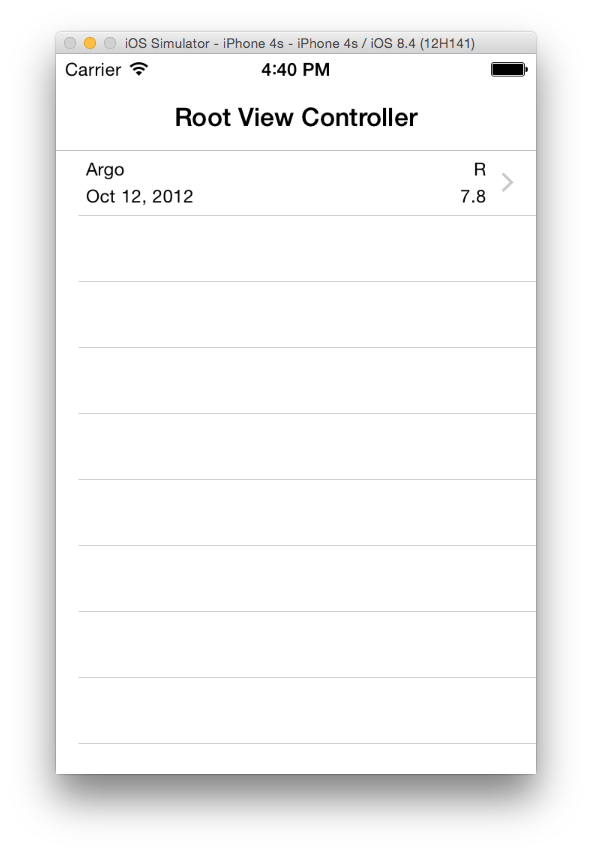 iOS Simulator - iPhone 4s - iPhone 4s / iOS 8.4 (12H141)
Carrier 4:40 PM
Root View Controller
Argo R
Oct 12, 2012 7.8